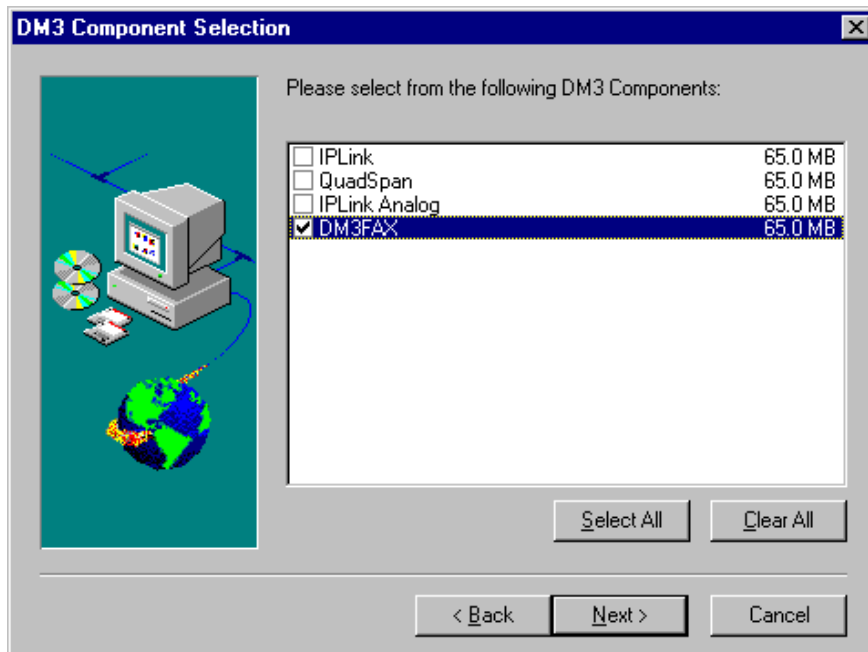 DM3 Component Selection
Please select from the following DM3 Components:
IPLink 65.0 MB
QuadSpan 65.0 MB
IPLink Analog 65.0 MB
DM3FAX 65.0 MB
Select All Clear All
< Back Next > Cancel